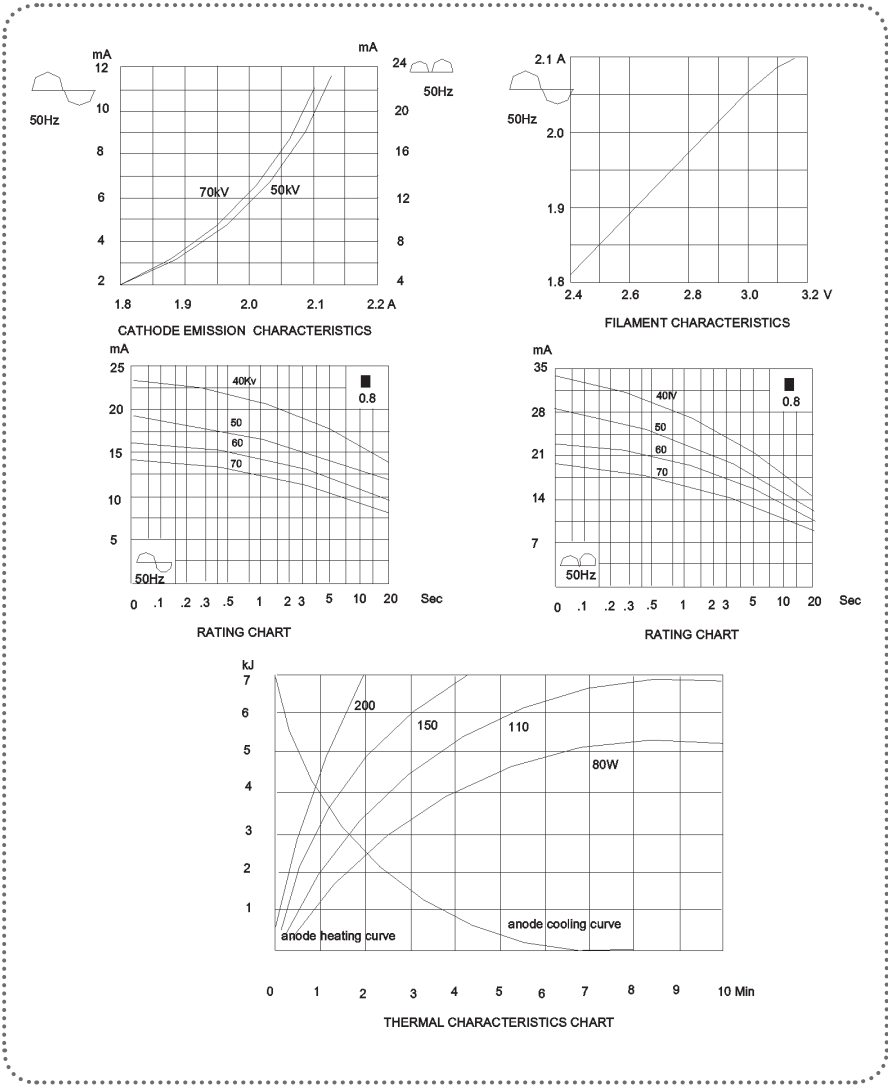 mA
12
10
8
6
4
2
50Hz
70kV
50kV
mA
24
20
16
12
8
4
50Hz
1.8 1.9 2.0 2.1 2.2 A
CATHODE EMISSION CHARACTERISTICS
2.1 A
2.0
1.9
1.8
50Hz
2.4 2.6 2.8 3.0 3.2 V
FILAMENT CHARACTERISTICS
mA
25
20
15
10
5
40Kv
50
60
70
0.8
50Hz
0 .1 .2 .3 .5 1 2 3 5 10 20 Sec
RATING CHART
mA
35
28
21
14
7
40IV
50
60
70
0.8
50Hz
0 .1 .2 .3 .5 1 2 3 5 10 20 Sec
RATING CHART
kJ
7
6
5
4
3
2
1
200
150
110
80W
anode heating curve
anode cooling curve
0 1 2 3 4 5 6 7 8 9 10 Min
THERMAL CHARACTERISTICS CHART